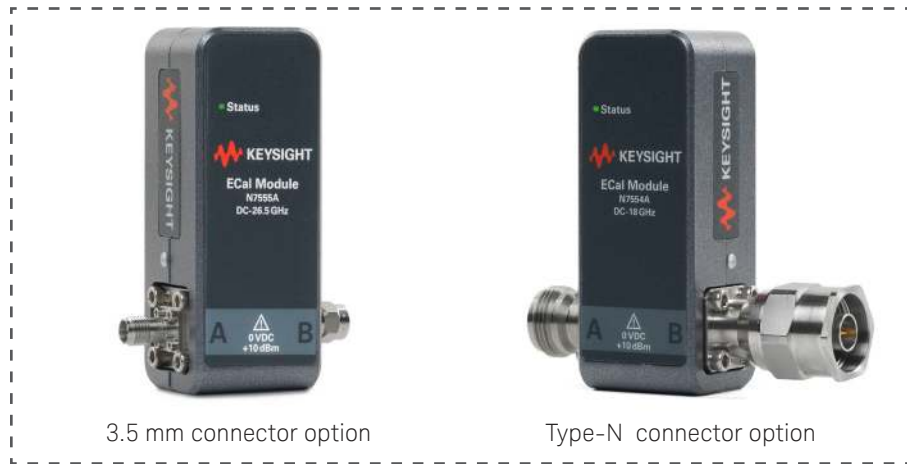 Status
KEYSIGHT
ECal Module
N7555A
DC-26.5 GHz
A
B
0 VDC
+10 dBm
KEYSIGHT
3.5 mm connector option
Status
KEYSIGHT
ECal Module
N7554A
DC-18 GHz
A
B
0 VDC
+10 dBm
KEYSIGHT
Type-N connector option